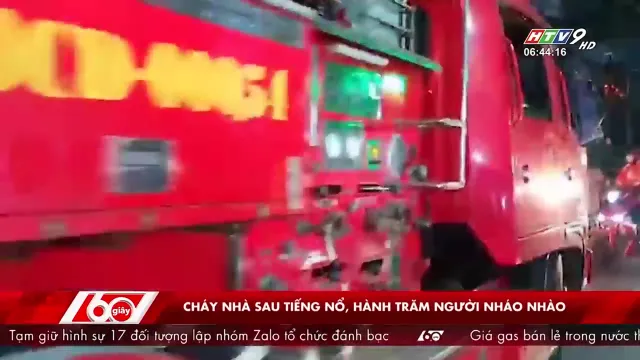 HTV9 HD
06:44:16
60 giây
CHÁY NHÀ SAU TIẾNG NỔ, HÀNH TRĂM NGƯỜI NHÁO NHÀO
Tạm giữ hình sự 17 đối tượng lập nhóm Zalo tổ chức đánh bạc 60 Giá gas bán lẻ trong nước t